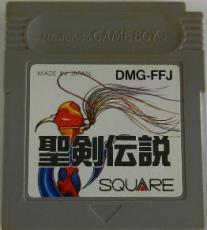 Nintendo GAME BOY
MADE IN JAPAN
DMG-FFJ
聖剣伝説
SQUARE